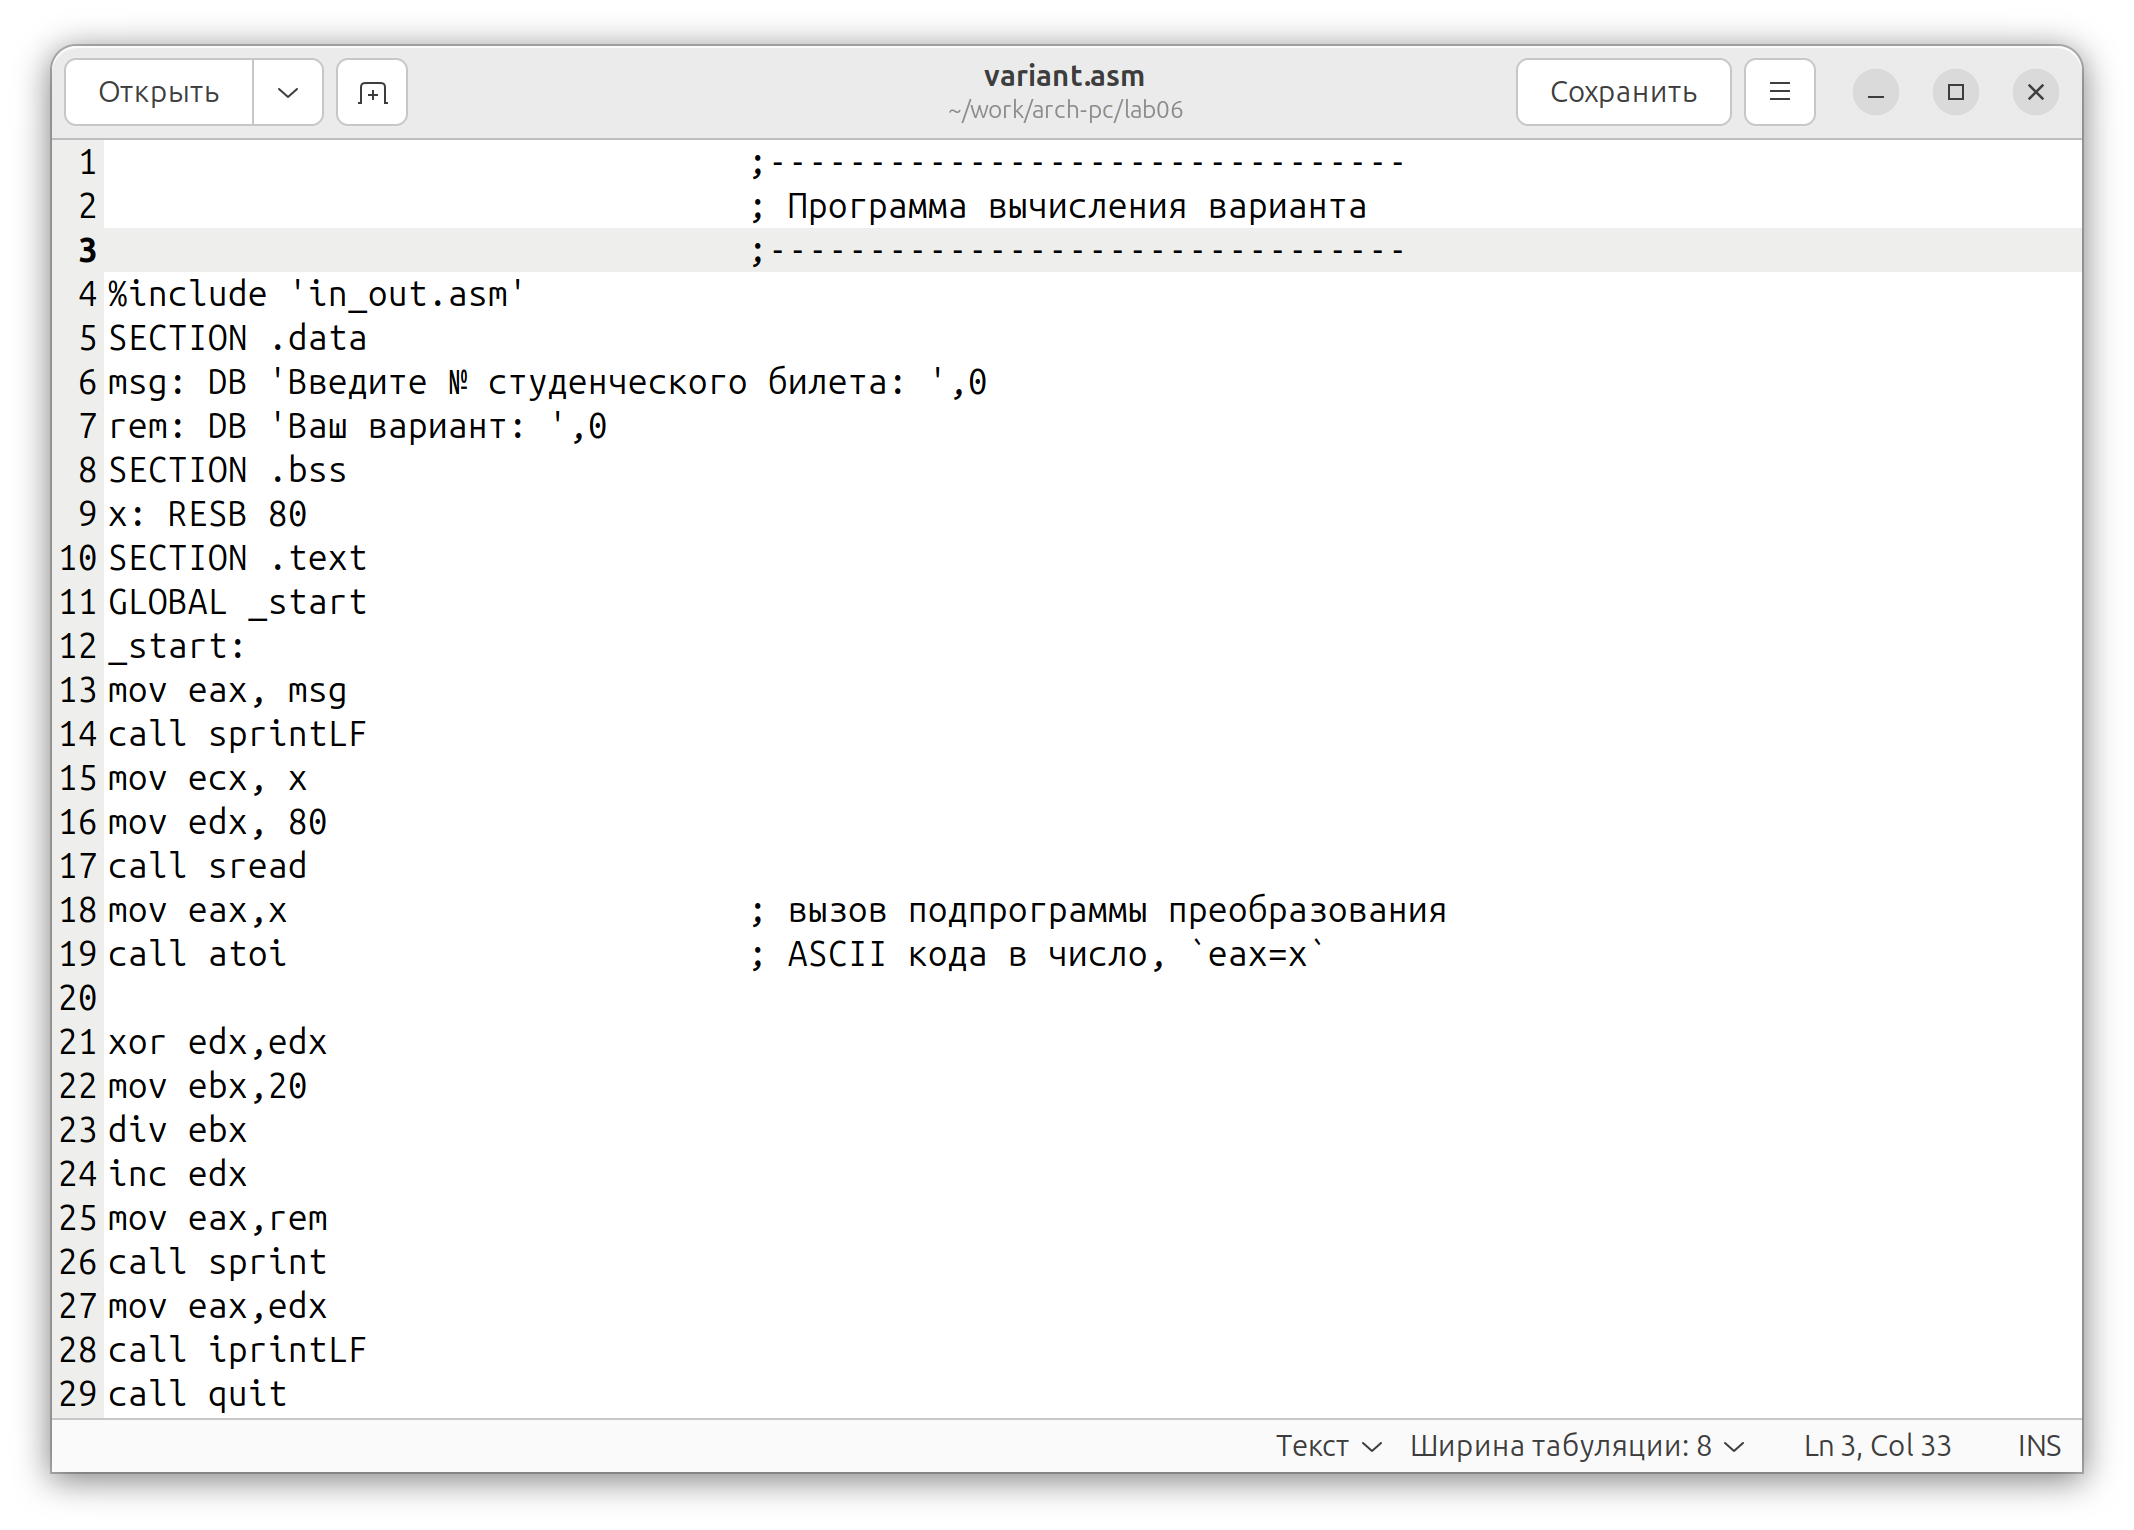 Открыть
variant.asm
~/work/arch-pc/lab06
Сохранить
1 ;--------------------------------
2 ; Программа вычисления варианта
3 ;--------------------------------
4 %include 'in_out.asm'
5 SECTION .data
6 msg: DB 'Введите № студенческого билета: ',0
7 rem: DB 'Ваш вариант: ',0
8 SECTION .bss
9 x: RESB 80
10 SECTION .text
11 GLOBAL _start
12 _start:
13 mov eax, msg
14 call sprintLF
15 mov ecx, x
16 mov edx, 80
17 call sread
18 mov eax,x ; вызов подпрограммы преобразования
19 call atoi ; ASCII кода в число, `eax=x`
20
21 xor edx,edx
22 mov ebx,20
23 div ebx
24 inc edx
25 mov eax,rem
26 call sprint
27 mov eax,edx
28 call iprintLF
29 call quit
Текст Ширина табуляции: 8 Ln 3, Col 33 INS